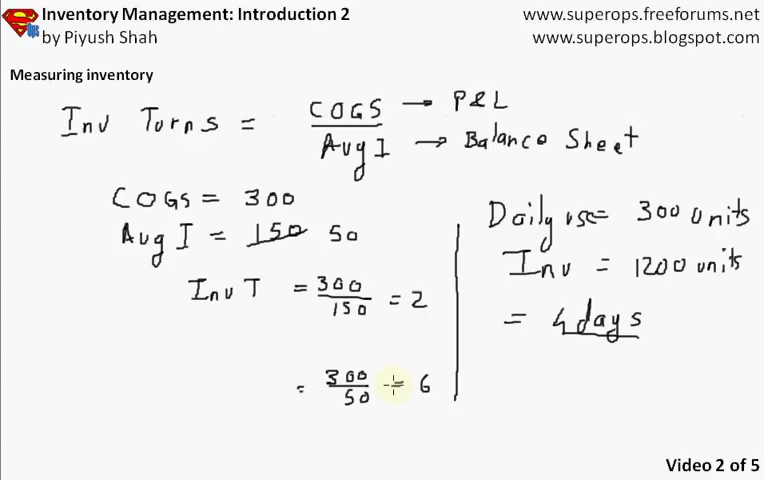 Inventory Management: Introduction 2
by Piyush Shah
www.superops.freeforums.net
www.superops.blogspot.com
Measuring inventory
Inv Turns = COGS → P&L
Avg I → Balance Sheet
COGS = 300
Avg I = 150 50
Inv T = 300/150 = 2
= 300/50 = 6
Daily use = 300 units
Inv = 1200 units
= 4 days
Video 2 of 5